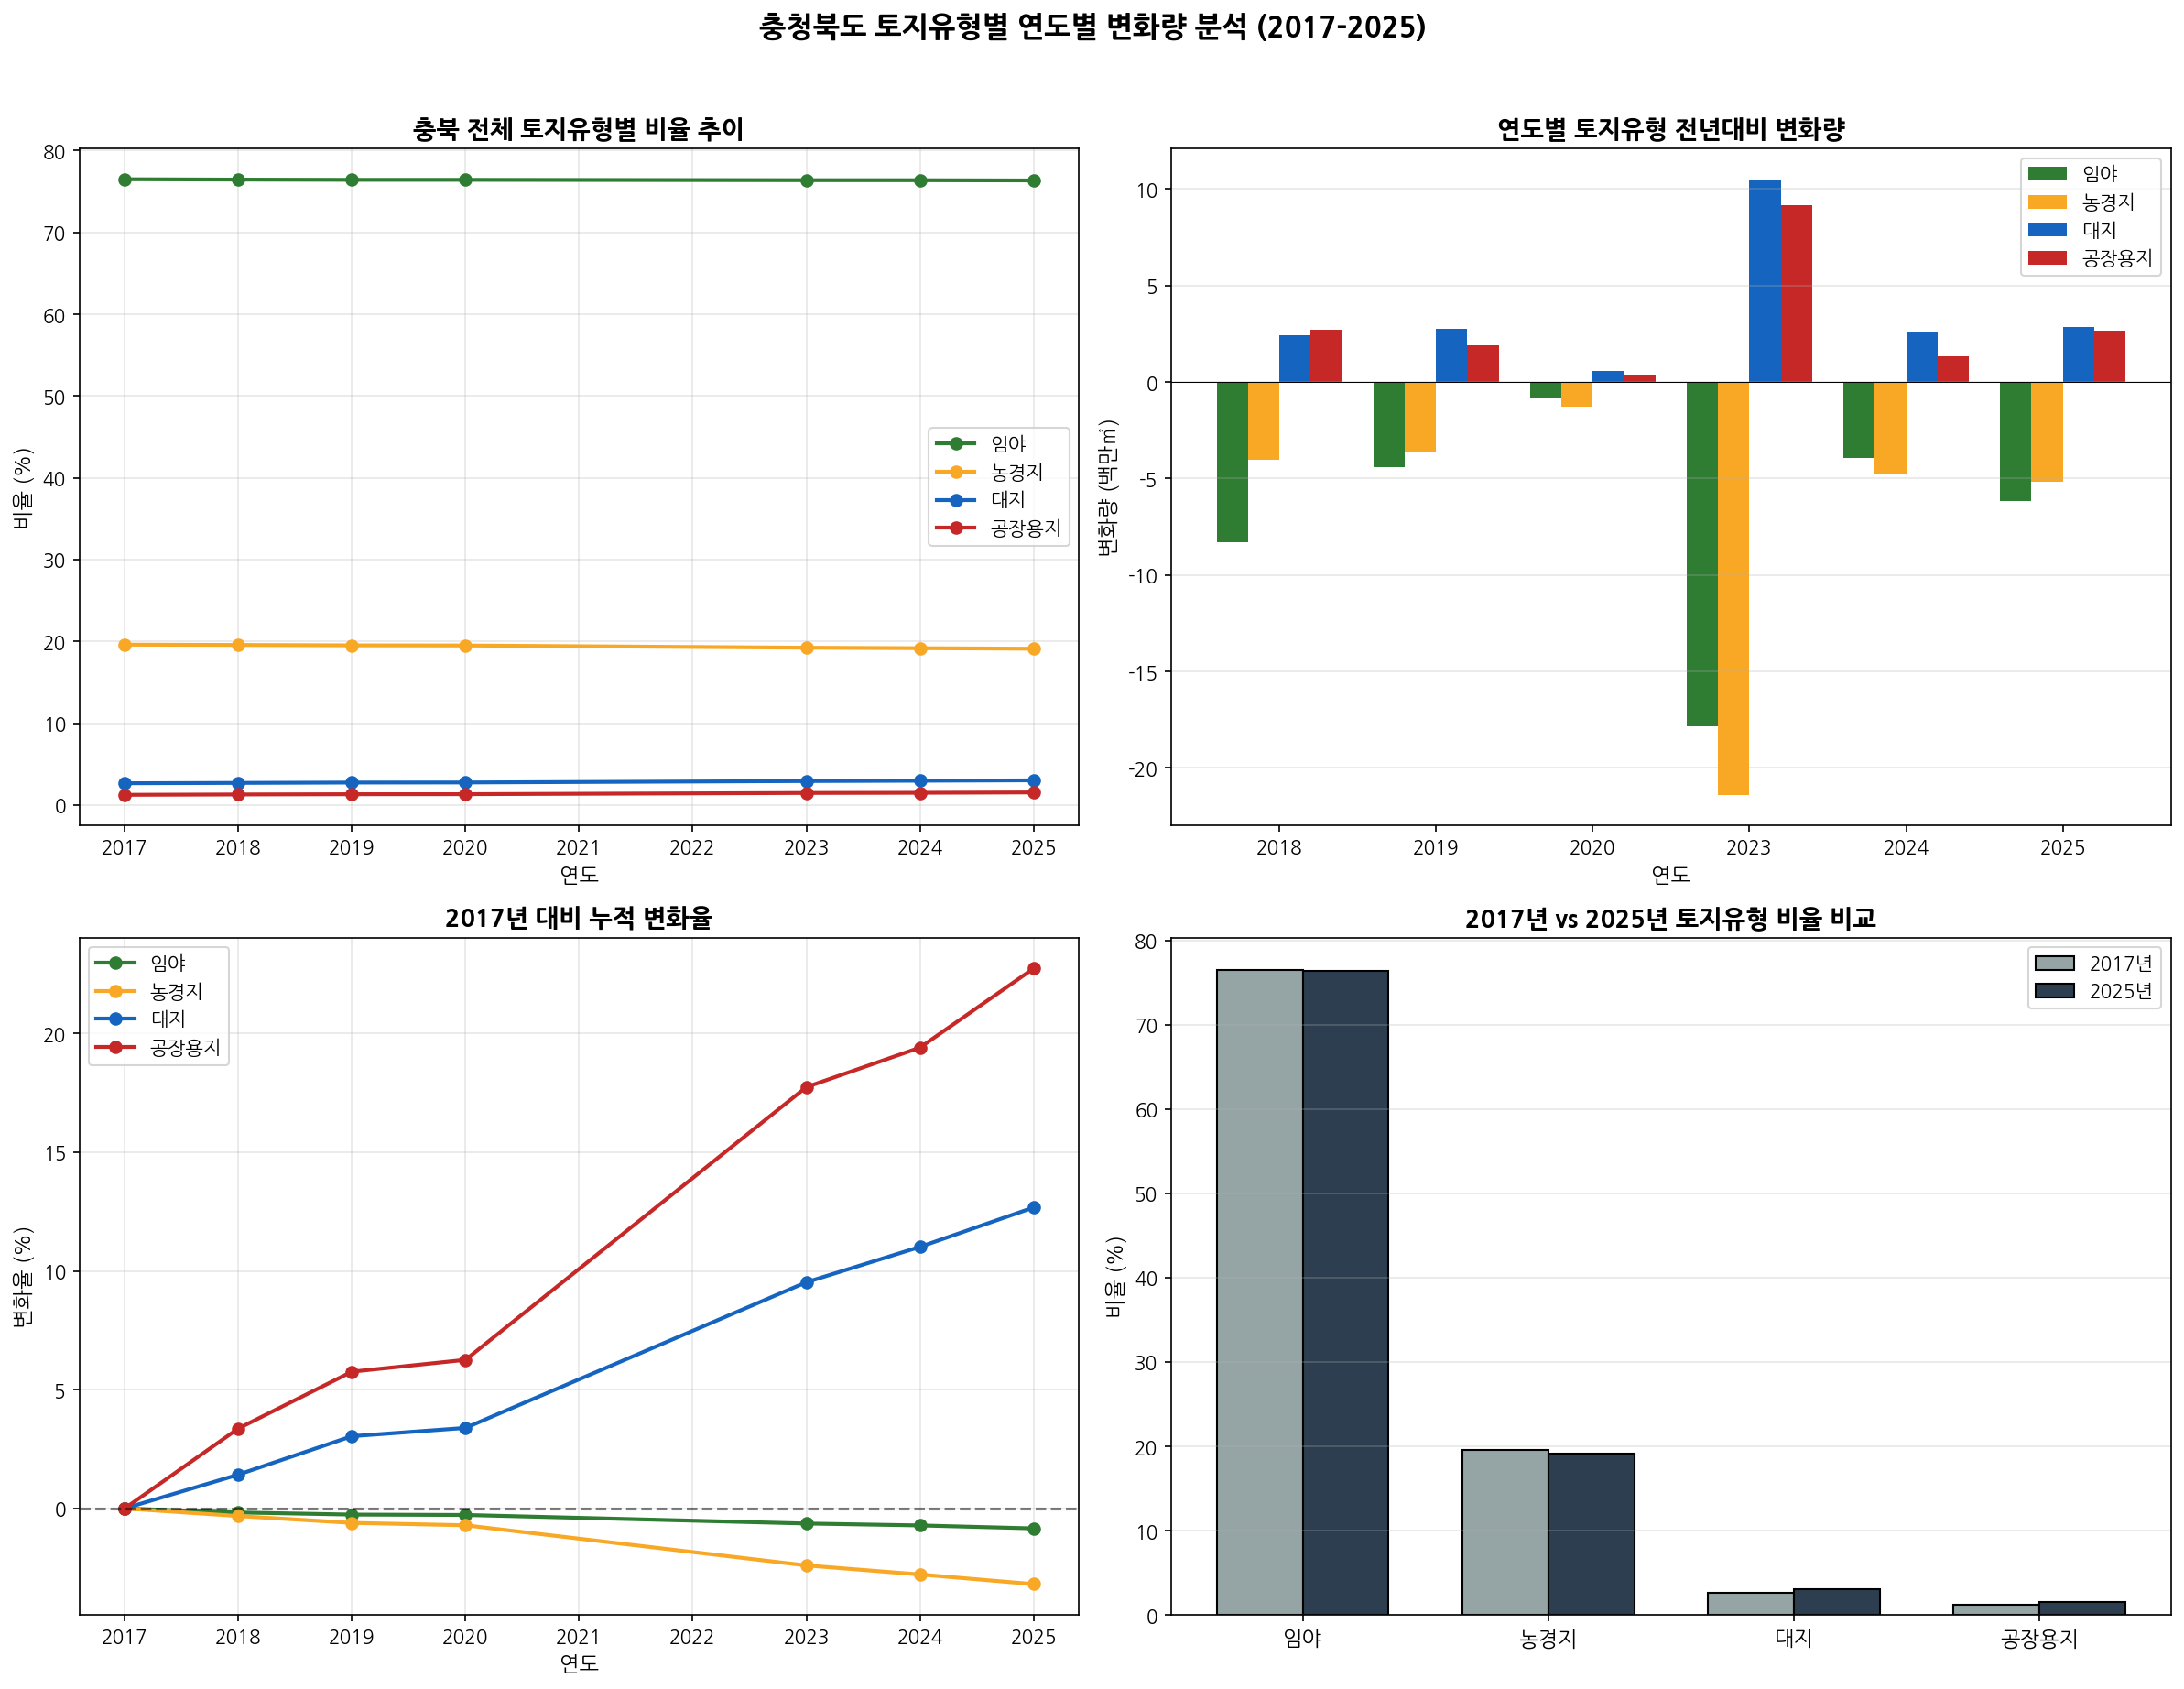 충청북도 토지유형별 연도별 변화량 분석 (2017-2025)
충북 전체 토지유형별 비율 추이
80
70
60
50
40
30
20
10
0
비율 (%)
임야
농경지
대지
공장용지
2017 2018 2019 2020 2021 2022 2023 2024 2025
연도
연도별 토지유형 전년대비 변화량
10
5
0
-5
-10
-15
-20
변화량 (백만㎡)
임야
농경지
대지
공장용지
2018 2019 2020 2023 2024 2025
연도
2017년 대비 누적 변화율
20
15
10
5
0
변화율 (%)
임야
농경지
대지
공장용지
2017 2018 2019 2020 2021 2022 2023 2024 2025
연도
2017년 vs 2025년 토지유형 비율 비교
80
70
60
50
40
30
20
10
0
비율 (%)
2017년
2025년
임야 농경지 대지 공장용지